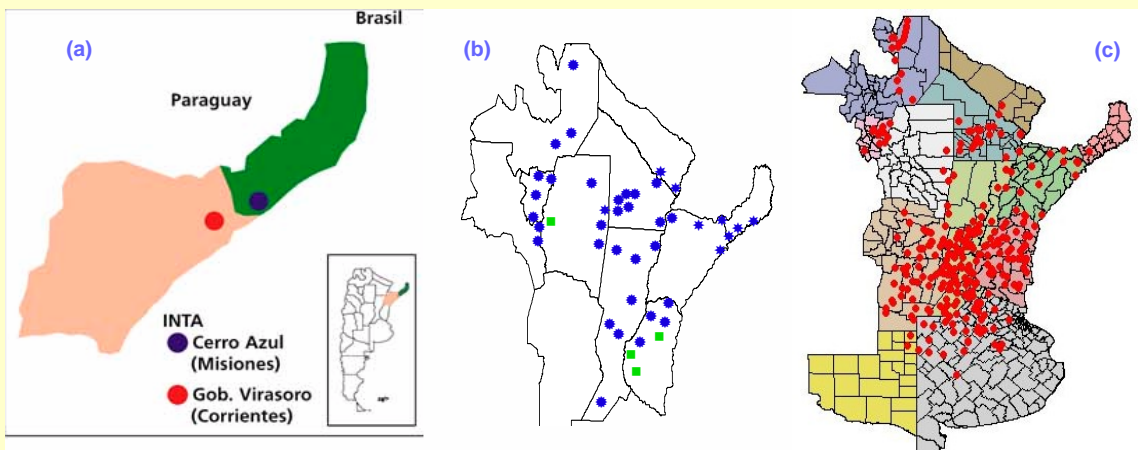 (a)
Brasil
Paraguay
INTA
Cerro Azul
(Misiones)
Gob. Virasoro
(Corrientes)
(b)
(c)